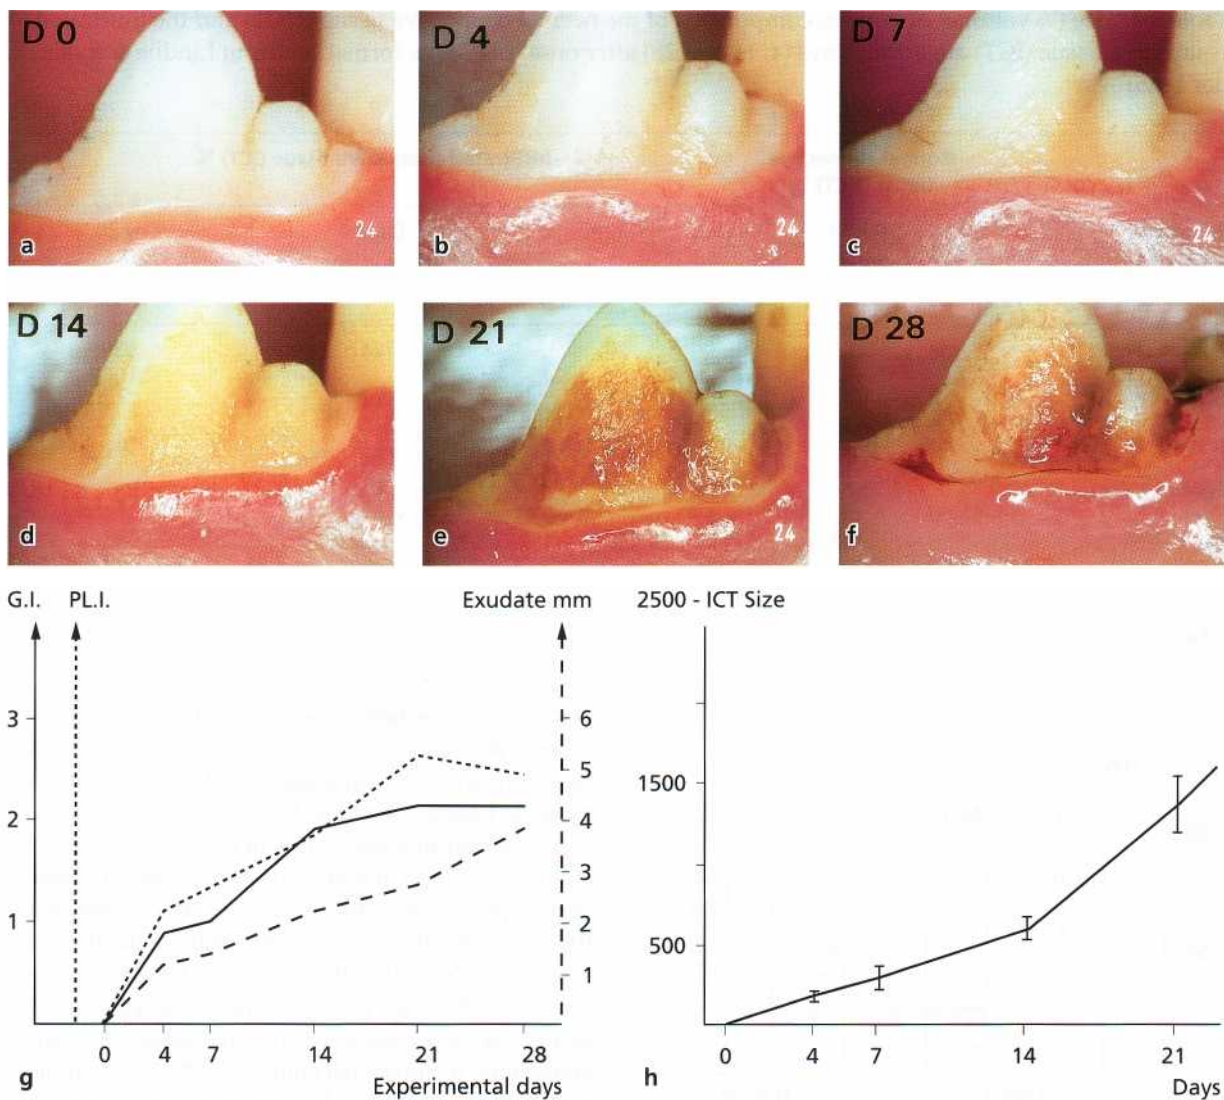 D 0
24
a
D 4
24
b
D 7
24
c
D 14
24
d
D 21
24
e
D 28
f
G.I. PL.I. Exudate mm
3
2
1
6
5
4
3
2
1
0 4 7 14 21 28
g
Experimental days
2500 - ICT Size
1500
500
0 4 7 14 21
h
Days